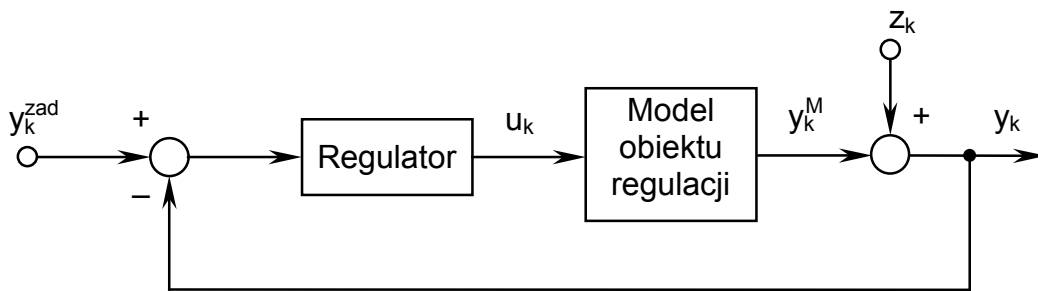 z_k
y_k^zad
+
–
Regulator
u_k
Model
obiektu
regulacji
y_k^M
+
y_k